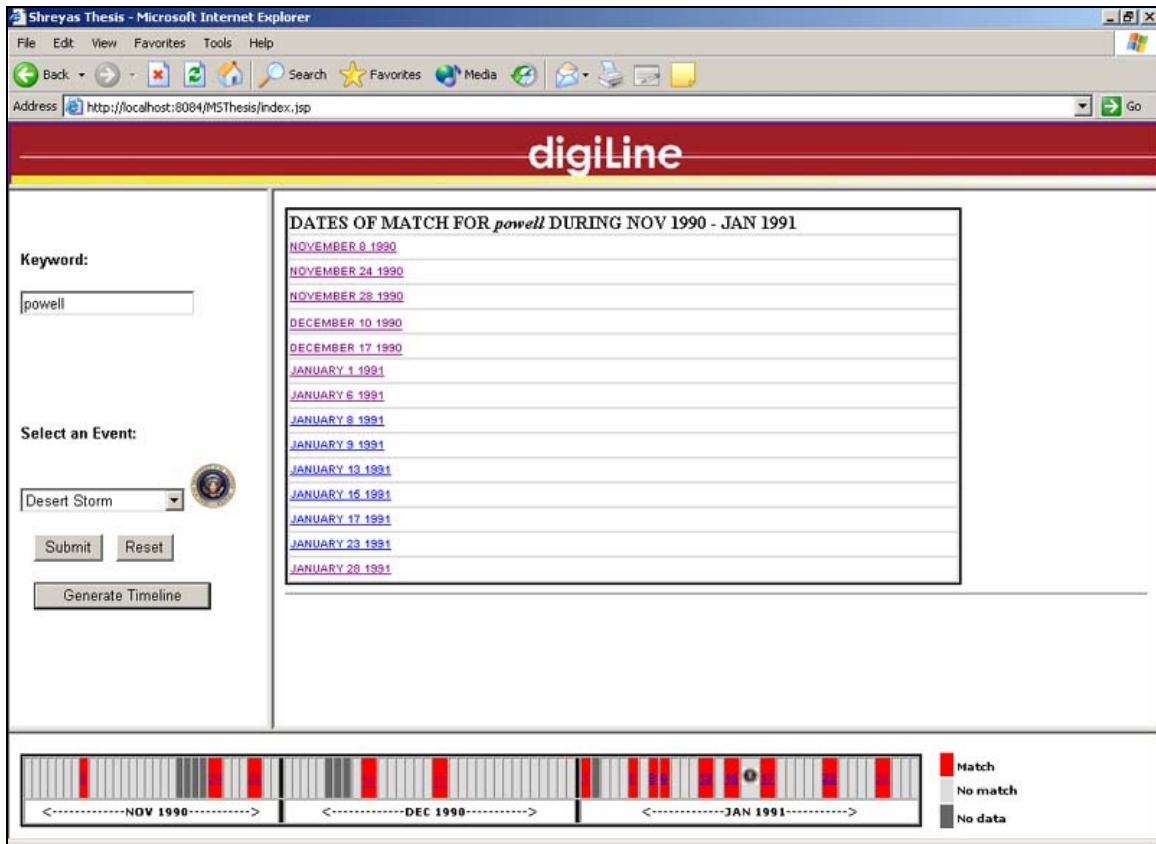 Shreyas Thesis - Microsoft Internet Explorer
File Edit View Favorites Tools Help
Back Search Favorites Media
Address http://localhost:8084/MSThesis/index.jsp Go
digiLine
Keyword:
powell
Select an Event:
Desert Storm
Submit Reset
Generate Timeline
DATES OF MATCH FOR powell DURING NOV 1990 - JAN 1991
NOVEMBER 8 1990
NOVEMBER 24 1990
NOVEMBER 28 1990
DECEMBER 10 1990
DECEMBER 17 1990
JANUARY 1 1991
JANUARY 6 1991
JANUARY 8 1991
JANUARY 9 1991
JANUARY 13 1991
JANUARY 15 1991
JANUARY 17 1991
JANUARY 23 1991
JANUARY 28 1991
<-------------NOV 1990----------->
<-------------DEC 1990----------->
<-------------JAN 1991----------->
Match
No match
No data